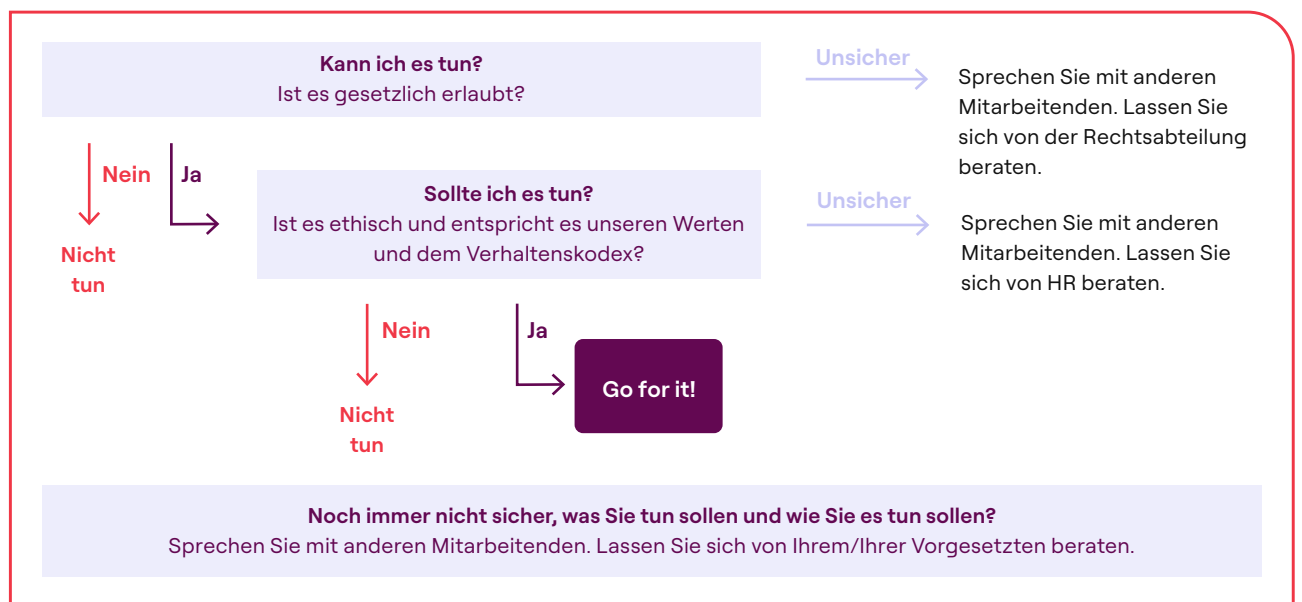 Kann ich es tun?
Ist es gesetzlich erlaubt?
Unsicher
Sprechen Sie mit anderen
Mitarbeitenden. Lassen Sie
sich von der Rechtsabteilung
beraten.
Nein
Ja
Nicht
tun
Sollte ich es tun?
Ist es ethisch und entspricht es unseren Werten
und dem Verhaltenskodex?
Unsicher
Sprechen Sie mit anderen
Mitarbeitenden. Lassen Sie
sich von HR beraten.
Nein
Ja
Nicht
tun
Go for it!
Noch immer nicht sicher, was Sie tun sollen und wie Sie es tun sollen?
Sprechen Sie mit anderen Mitarbeitenden. Lassen Sie sich von Ihrem/Ihrer Vorgesetzten beraten.